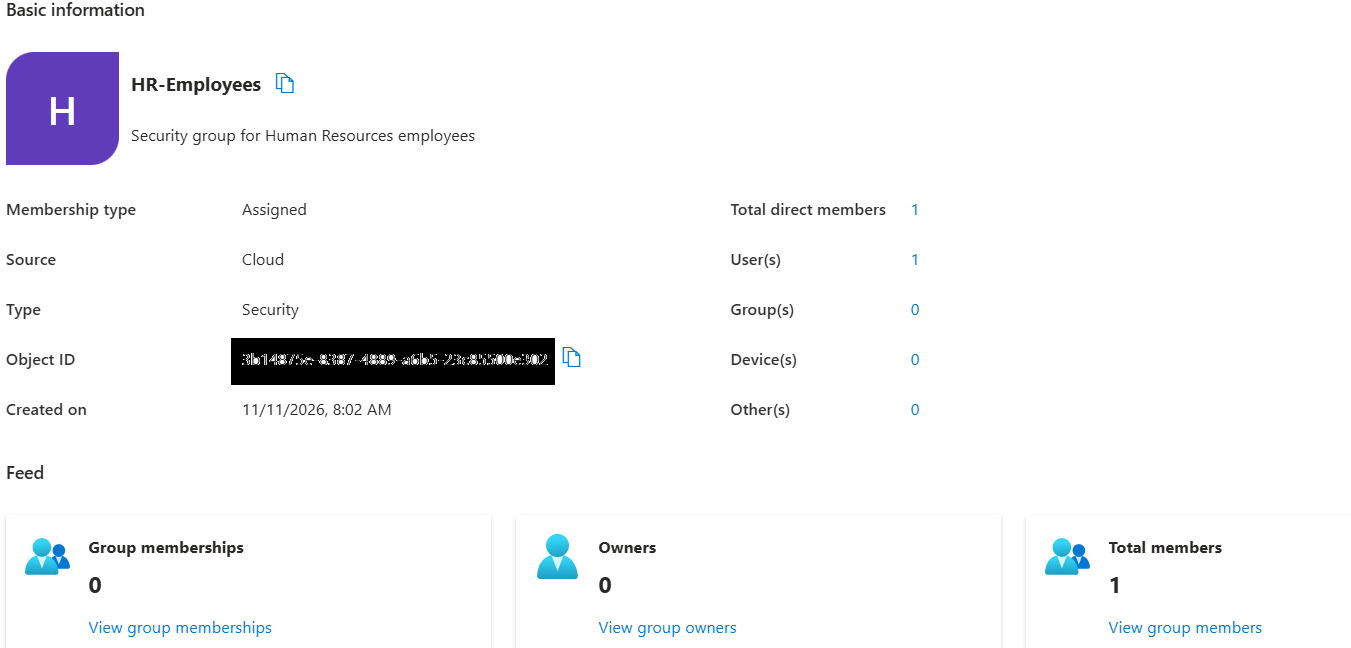 Basic information
H
HR-Employees
Security group for Human Resources employees
Membership type Assigned Total direct members 1
Source Cloud User(s) 1
Type Security Group(s) 0
Object ID Device(s) 0
Created on 11/11/2026, 8:02 AM Other(s) 0
Feed
Group memberships Owners Total members
0 0 1
View group memberships View group owners View group members